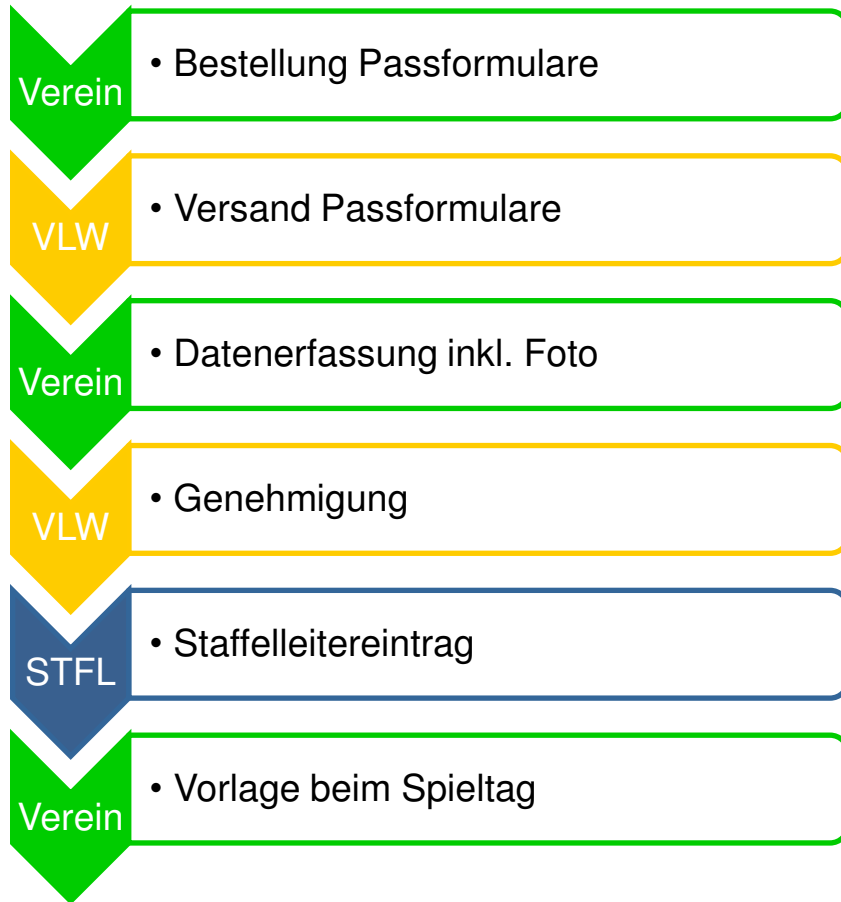 Verein
• Bestellung Passformulare
VLW
• Versand Passformulare
Verein
• Datenerfassung inkl. Foto
VLW
• Genehmigung
STFL
• Staffelleitereintrag
Verein
• Vorlage beim Spieltag